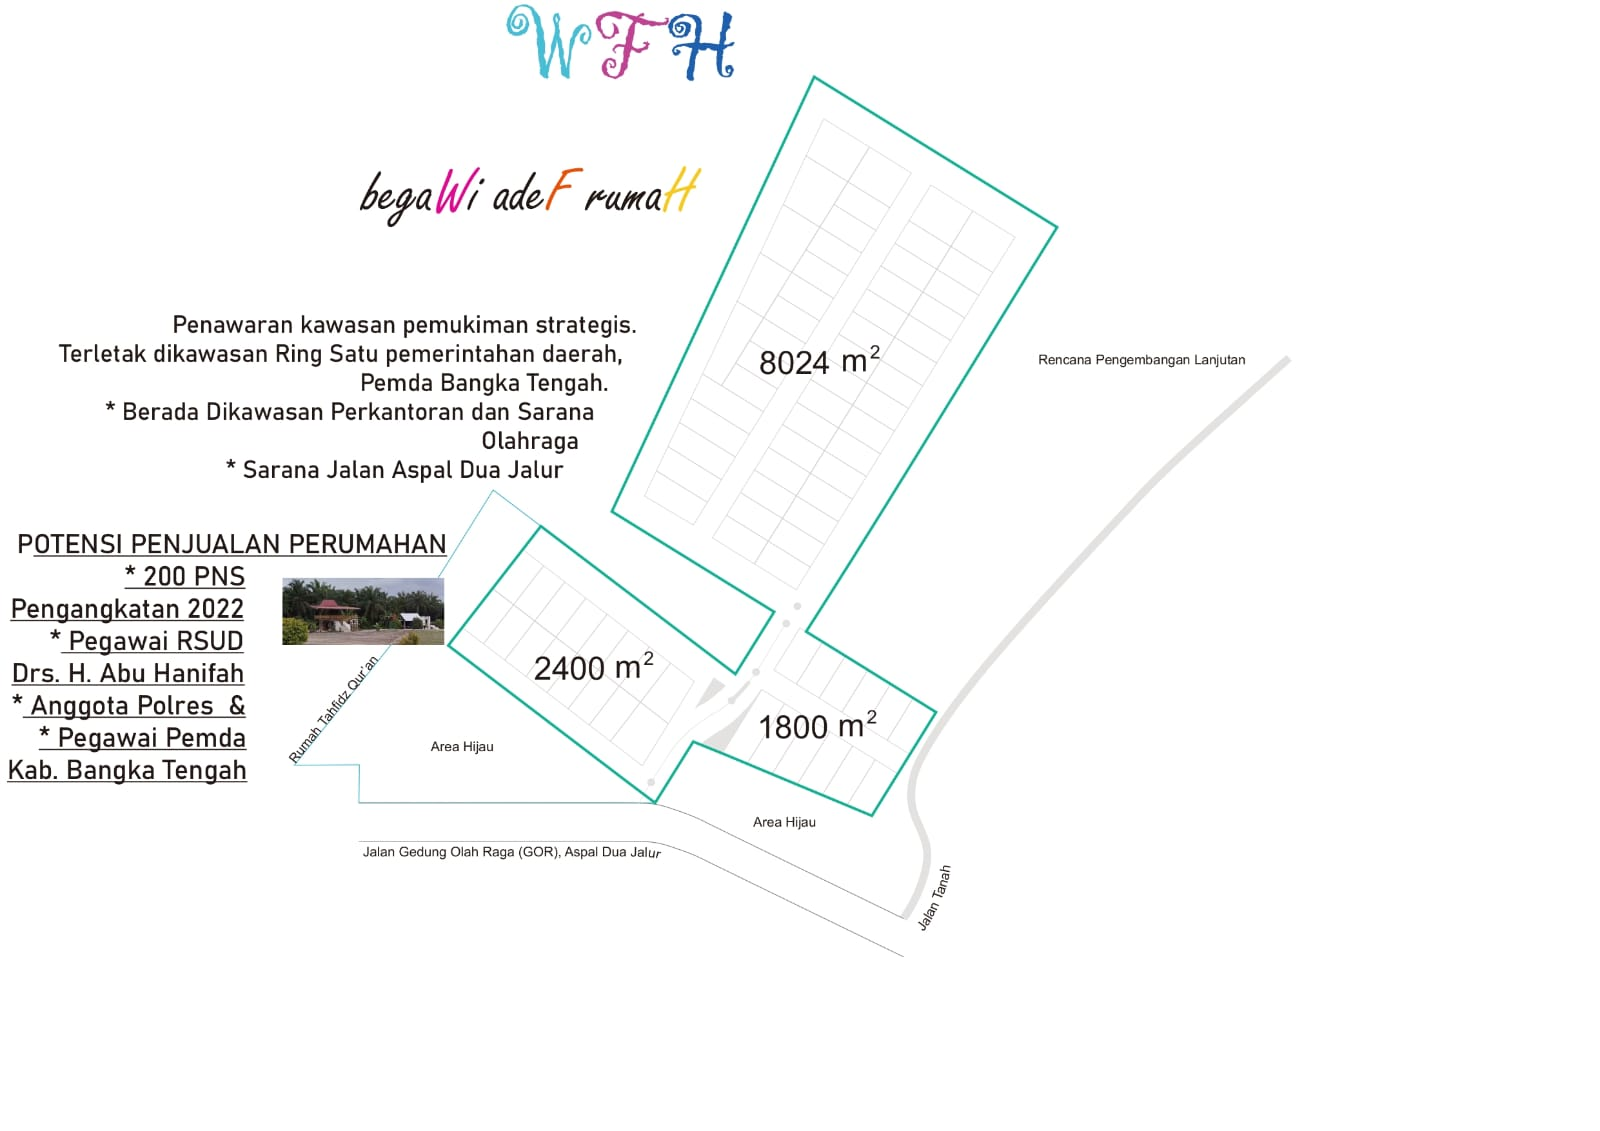 WFH
begaWi adeF rumaH
Penawaran kawasan pemukiman strategis.
Terletak dikawasan Ring Satu pemerintahan daerah,
Pemda Bangka Tengah.
* Berada Dikawasan Perkantoran dan Sarana
Olahraga
* Sarana Jalan Aspal Dua Jalur
POTENSI PENJUALAN PERUMAHAN
* 200 PNS
Pengangkatan 2022
* Pegawai RSUD
Drs. H. Abu Hanifah
* Anggota Polres &
* Pegawai Pemda
Kab. Bangka Tengah
8024 m²
Rencana Pengembangan Lanjutan
2400 m²
1800 m²
Rumah Tahfidz Qur'an
Area Hijau
Area Hijau
Jalan Gedung Olah Raga (GOR), Aspal Dua Jalur
Jalan Tanah